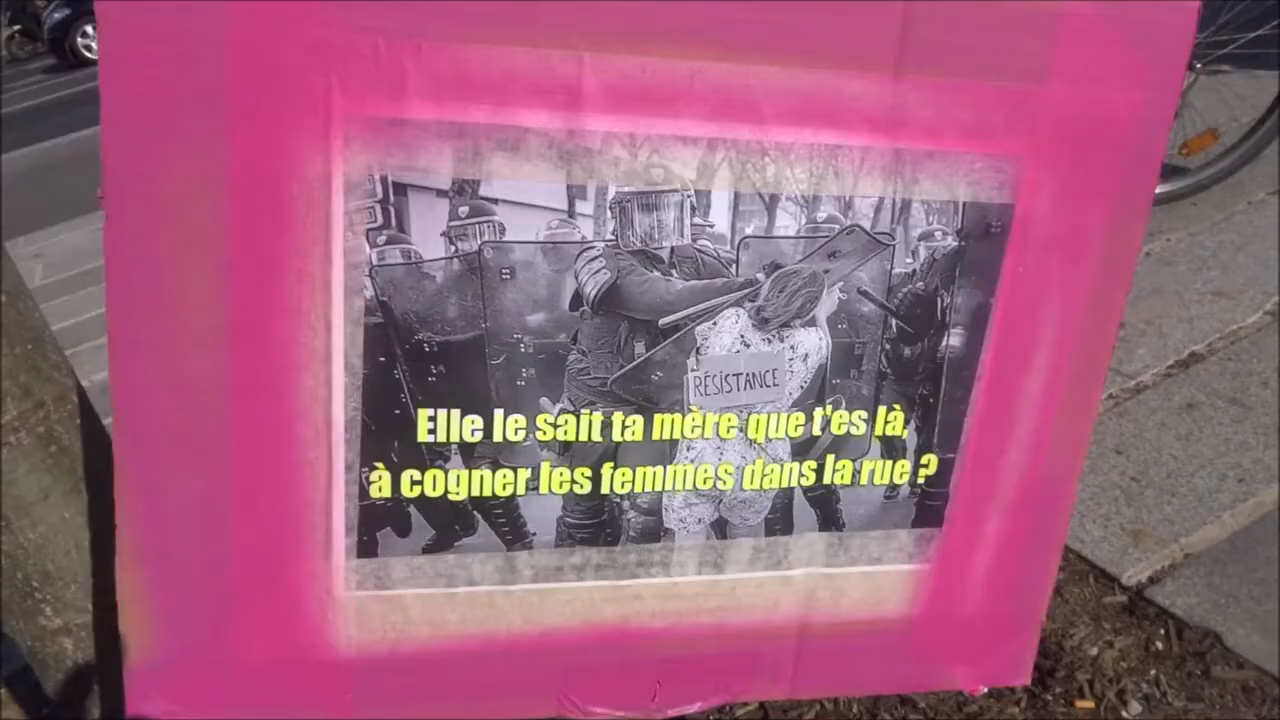 RÉSISTANCE
Elle le sait ta mère que t'es là,
à cogner les femmes dans la rue ?